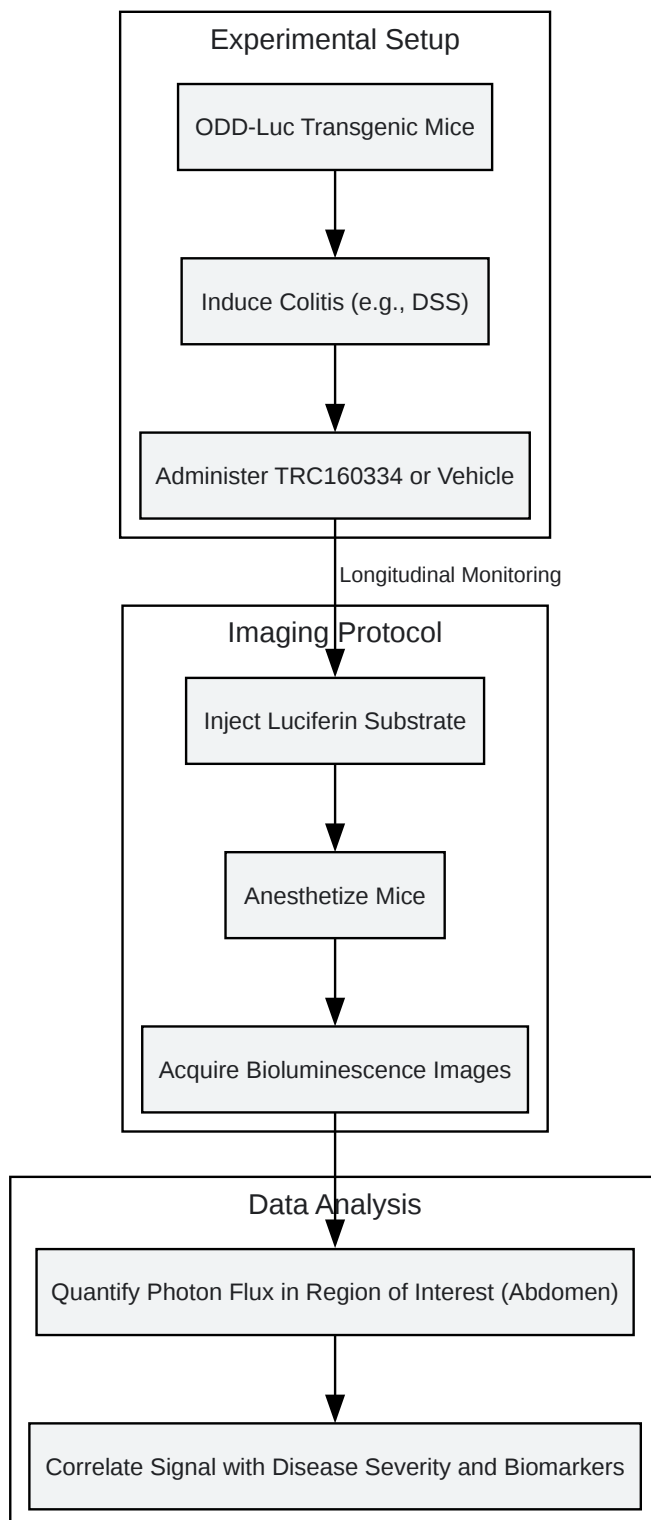 Experimental Setup
ODD-Luc Transgenic Mice
Induce Colitis (e.g., DSS)
Administer TRC160334 or Vehicle
Longitudinal Monitoring
Imaging Protocol
Inject Luciferin Substrate
Anesthetize Mice
Acquire Bioluminescence Images
Data Analysis
Quantify Photon Flux in Region of Interest (Abdomen)
Correlate Signal with Disease Severity and Biomarkers